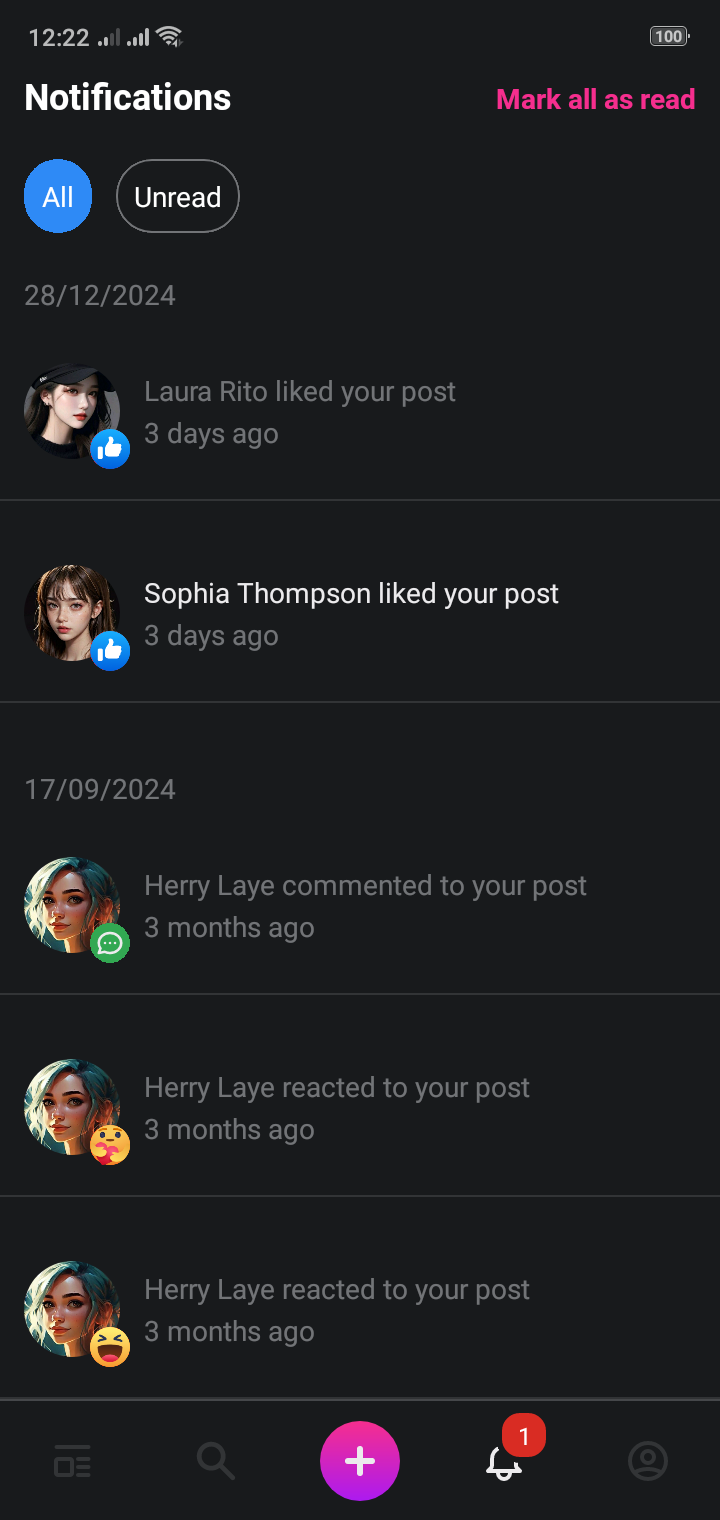 12:22
100
Notifications
Mark all as read
All
Unread
28/12/2024
Laura Rito liked your post
3 days ago
Sophia Thompson liked your post
3 days ago
17/09/2024
Herry Laye commented to your post
3 months ago
Herry Laye reacted to your post
3 months ago
Herry Laye reacted to your post
3 months ago
1